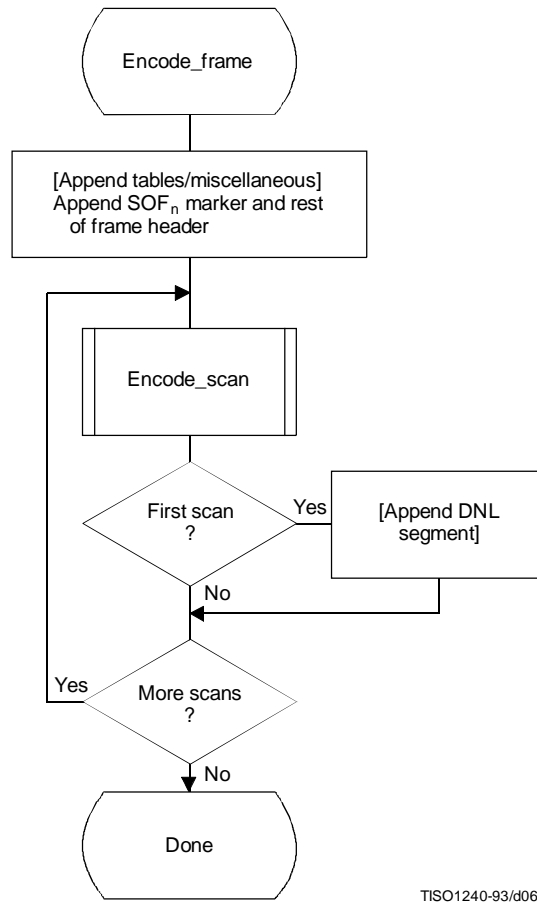 Encode_frame
[Append tables/miscellaneous]
Append SOFn marker and rest
of frame header
Encode_scan
First scan
?
Yes
[Append DNL
segment]
No
More scans
?
Yes
No
Done
TISO1240-93/d06